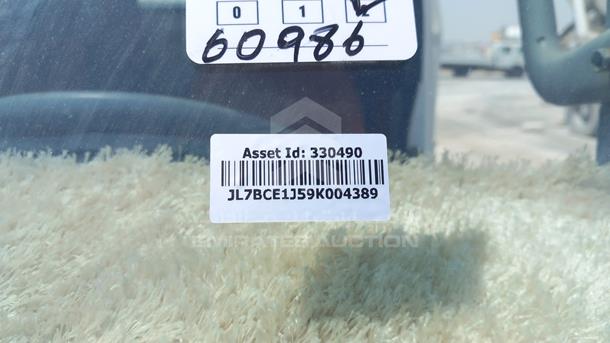 0 1
60986
Asset Id: 330490
JL7BCE1J59K004389
EMIRATES AUCTION